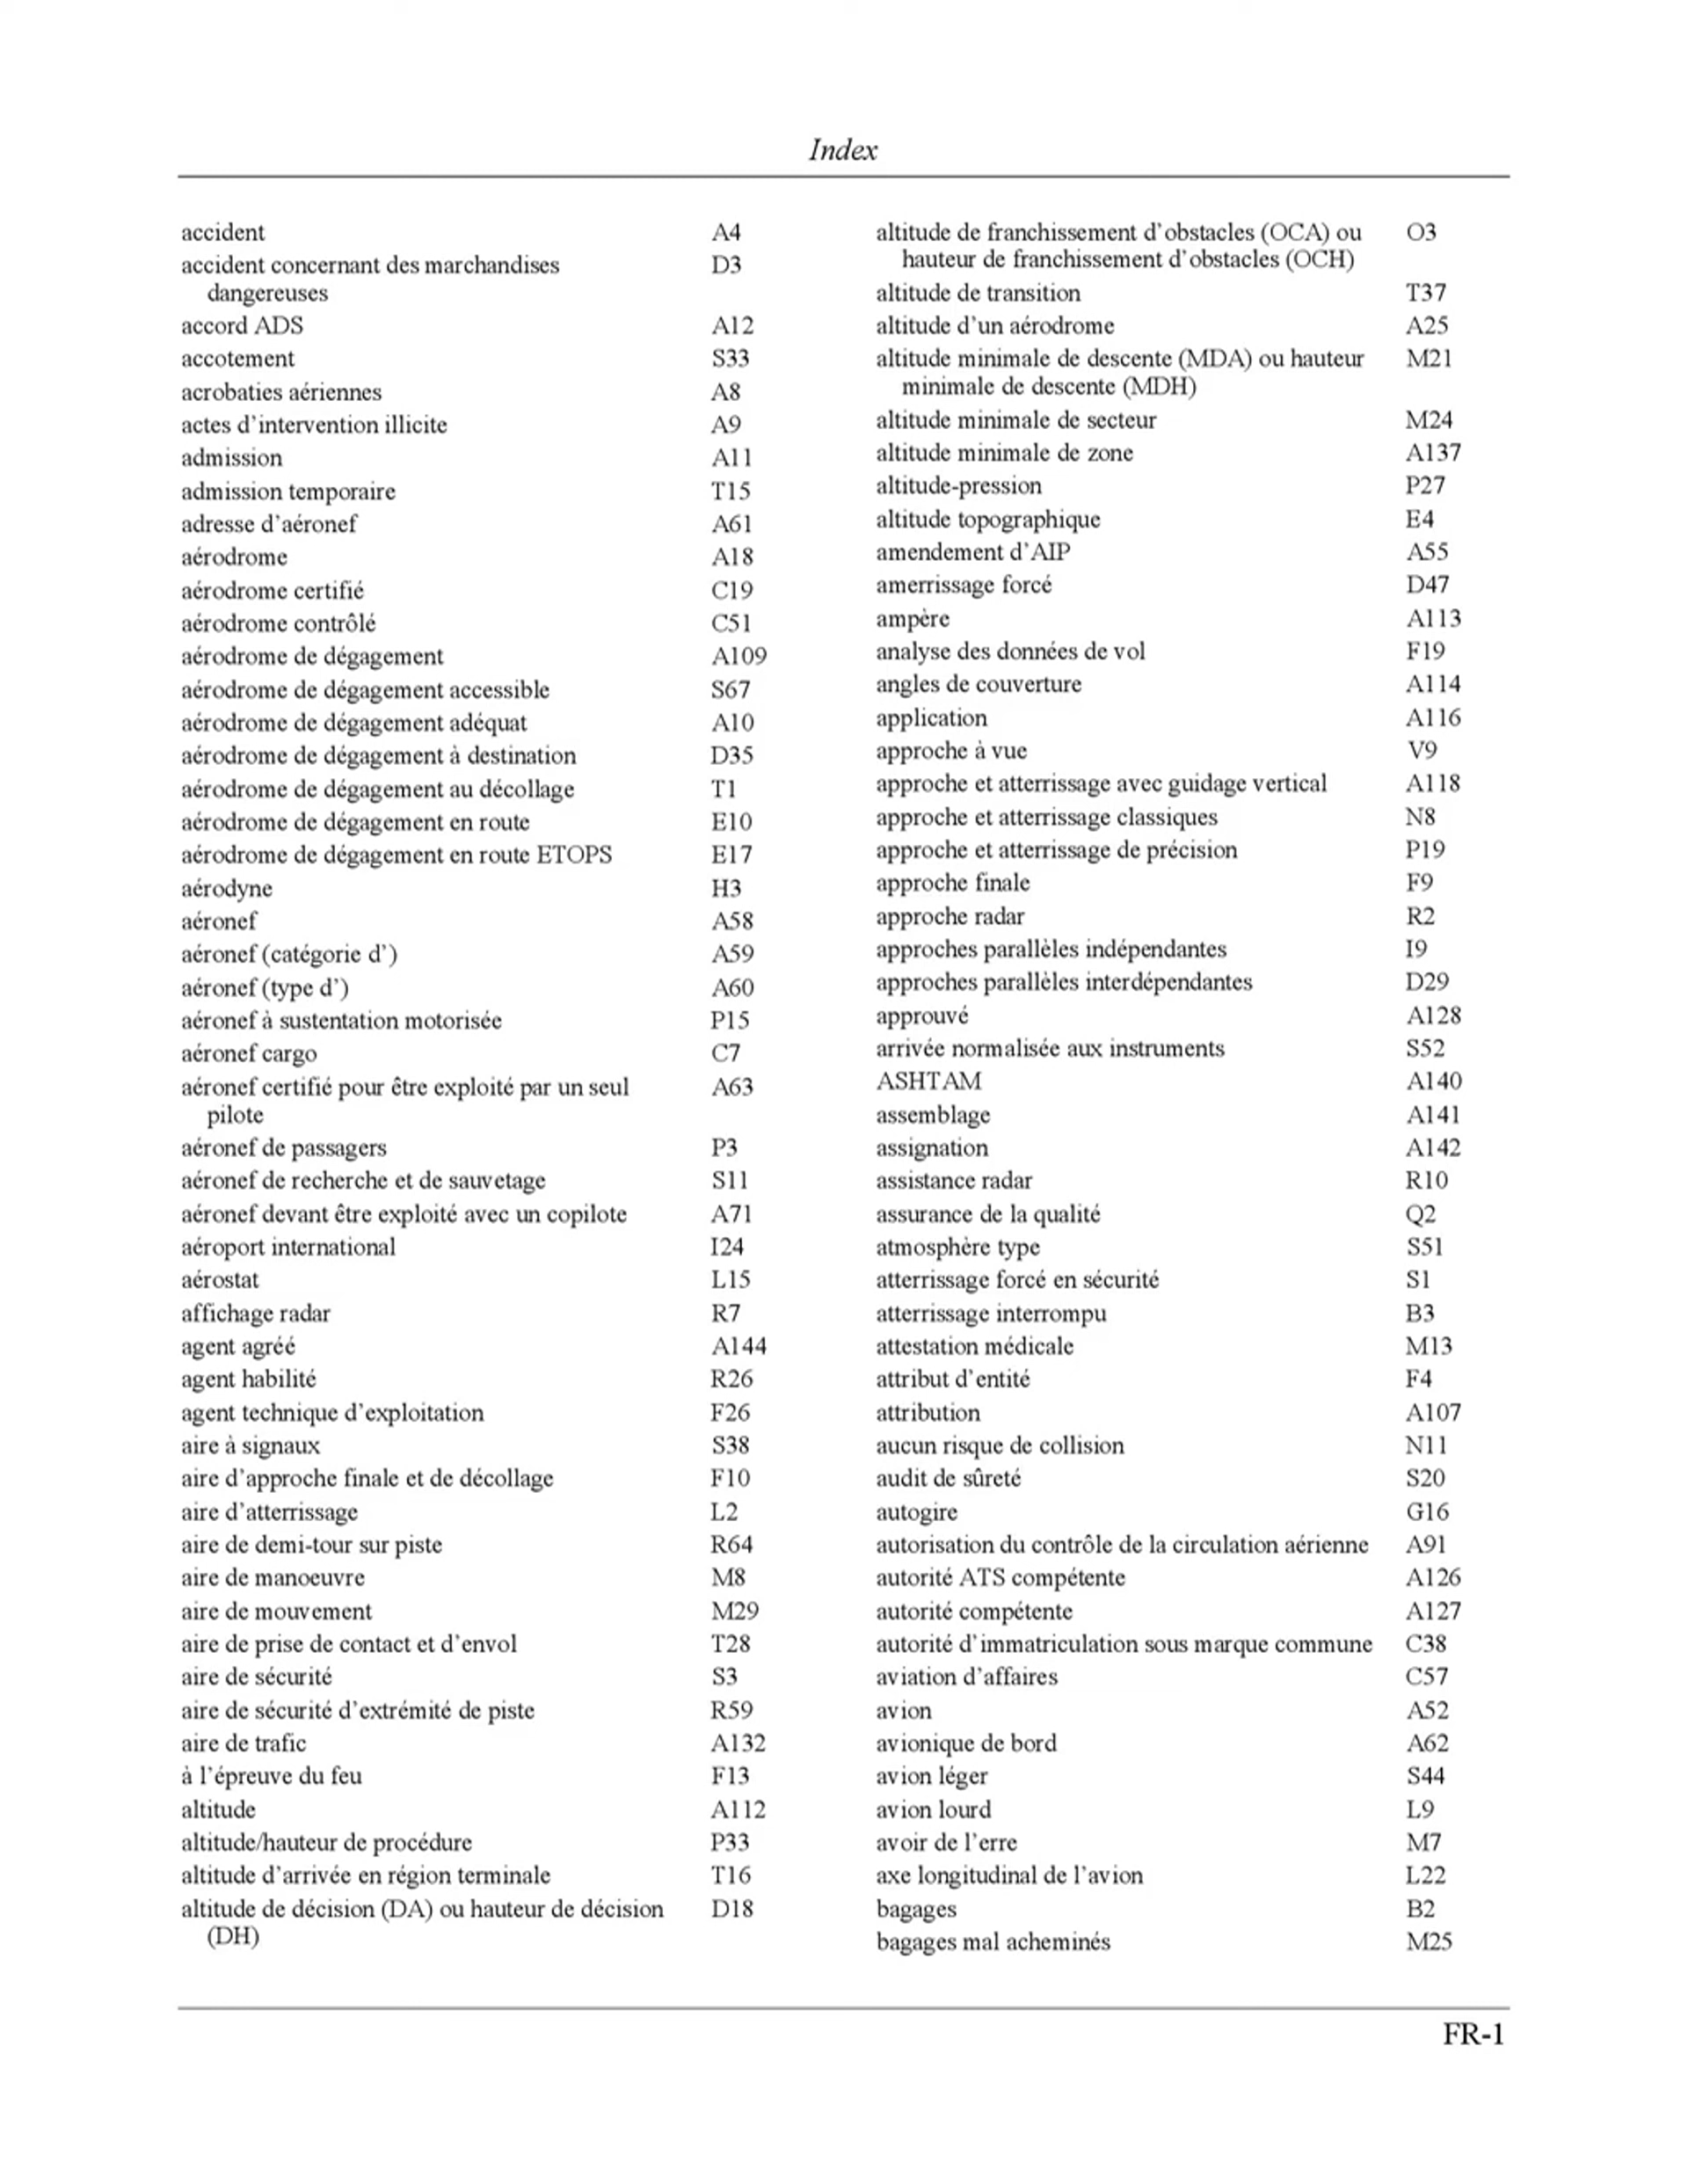 Index
accident A4
accident concernant des marchandises D3
dangereuses
accord ADS A12
accotement S33
acrobaties aériennes A8
actes d'intervention illicite A9
admission A11
admission temporaire T15
adresse d'aéronef A61
aérodrome A18
aérodrome certifié C19
aérodrome contrôlé C51
aérodrome de dégagement A109
aérodrome de dégagement accessible S67
aérodrome de dégagement adéquat A10
aérodrome de dégagement à destination D35
aérodrome de dégagement au décollage T1
aérodrome de dégagement en route E10
aérodrome de dégagement en route ETOPS E17
aérodyne H3
aéronef A58
aéronef (catégorie d') A59
aéronef (type d') A60
aéronef à sustentation motorisée P15
aéronef cargo C7
aéronef certifié pour être exploité par un seul A63
pilote
aéronef de passagers P3
aéronef de recherche et de sauvetage S11
aéronef devant être exploité avec un copilote A71
aéroport international I24
aérostat L15
affichage radar R7
agent agréé A144
agent habilité R26
agent technique d'exploitation F26
aire à signaux S38
aire d'approche finale et de décollage F10
aire d'atterrissage L2
aire de demi-tour sur piste R64
aire de manoeuvre M8
aire de mouvement M29
aire de prise de contact et d'envol T28
aire de sécurité S3
aire de sécurité d'extrémité de piste R59
aire de trafic A132
à l'épreuve du feu F13
altitude A112
altitude/hauteur de procédure P33
altitude d'arrivée en région terminale T16
altitude de décision (DA) ou hauteur de décision D18
(DH)
altitude de franchissement d'obstacles (OCA) ou O3
hauteur de franchissement d'obstacles (OCH)
altitude de transition T37
altitude d'un aérodrome A25
altitude minimale de descente (MDA) ou hauteur M21
minimale de descente (MDH)
altitude minimale de secteur M24
altitude minimale de zone A137
altitude-pression P27
altitude topographique E4
amendement d'AIP A55
amerrissage forcé D47
ampère A113
analyse des données de vol F19
angles de couverture A114
application A116
approche à vue V9
approche et atterrissage avec guidage vertical A118
approche et atterrissage classiques N8
approche et atterrissage de précision P19
approche finale F9
approche radar R2
approches parallèles indépendantes I9
approches parallèles interdépendantes D29
approuvé A128
arrivée normalisée aux instruments S52
ASHTAM A140
assemblage A141
assignation A142
assistance radar R10
assurance de la qualité Q2
atmosphère type S51
atterrissage forcé en sécurité S1
atterrissage interrompu B3
attestation médicale M13
attribut d'entité F4
attribution A107
aucun risque de collision N11
audit de sûreté S20
autogire G16
autorisation du contrôle de la circulation aérienne A91
autorité ATS compétente A126
autorité compétente A127
autorité d'immatriculation sous marque commune C38
aviation d'affaires C57
avion A52
avionique de bord A62
avion léger S44
avion lourd L9
avoir de l'erre M7
axe longitudinal de l'avion L22
bagages B2
bagages mal acheminés M25
FR-1